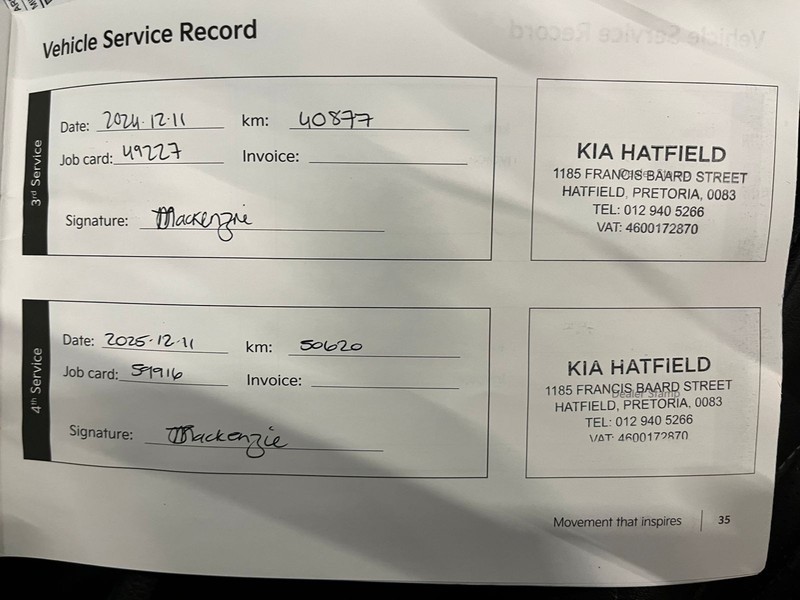 Vehicle Service Record
3rd Service
Date: 2024.12.11 km: 40877
Job card: 49227 Invoice:
Signature: Mackenzie
KIA HATFIELD
1185 FRANCIS BAARD STREET
HATFIELD, PRETORIA, 0083
TEL: 012 940 5266
VAT: 4600172870
4th Service
Date: 2025.12.11 km: 50620
Job card: 59916 Invoice:
Signature: Mackenzie
KIA HATFIELD
1185 FRANCIS BAARD STREET
Dealer Stamp
HATFIELD, PRETORIA, 0083
TEL: 012 940 5266
VAT: 4600172870
Movement that inspires 35